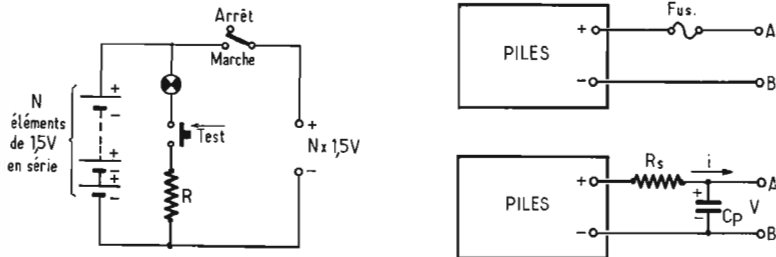 Arrêt
Marche
N
éléments
de 1,5V
en série
+
-
+
-
+
-
Test
R
+
N x 1,5V
-
PILES
+
-
Fus.
A
B
PILES
+
-
Rs
i
+
-
Cp
V
A
B